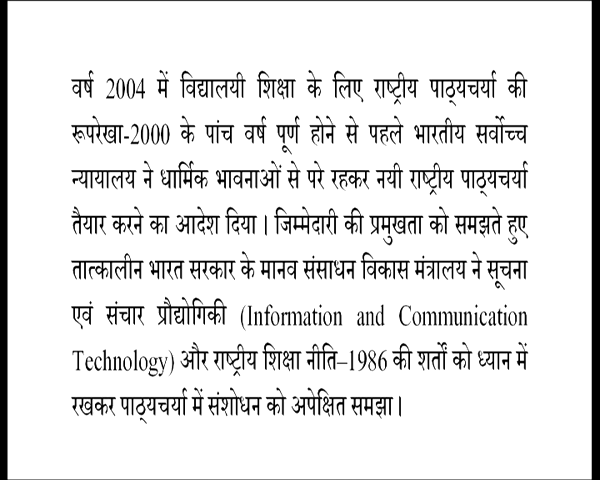 वर्ष 2004 में विद्यालयी शिक्षा के लिए राष्ट्रीय पाठ्यचर्या की
रूपरेखा-2000 के पांच वर्ष पूर्ण होने से पहले भारतीय सर्वोच्च
न्यायालय ने धार्मिक भावनाओं से परे रहकर नयी राष्ट्रीय पाठ्यचर्या
तैयार करने का आदेश दिया। जिम्मेदारी की प्रमुखता को समझते हुए
तात्कालीन भारत सरकार के मानव संसाधन विकास मंत्रालय ने सूचना
एवं संचार प्रौद्योगिकी (Information and Communication
Technology) और राष्ट्रीय शिक्षा नीति–1986 की शर्तों को ध्यान में
रखकर पाठ्यचर्या में संशोधन को अपेक्षित समझा।